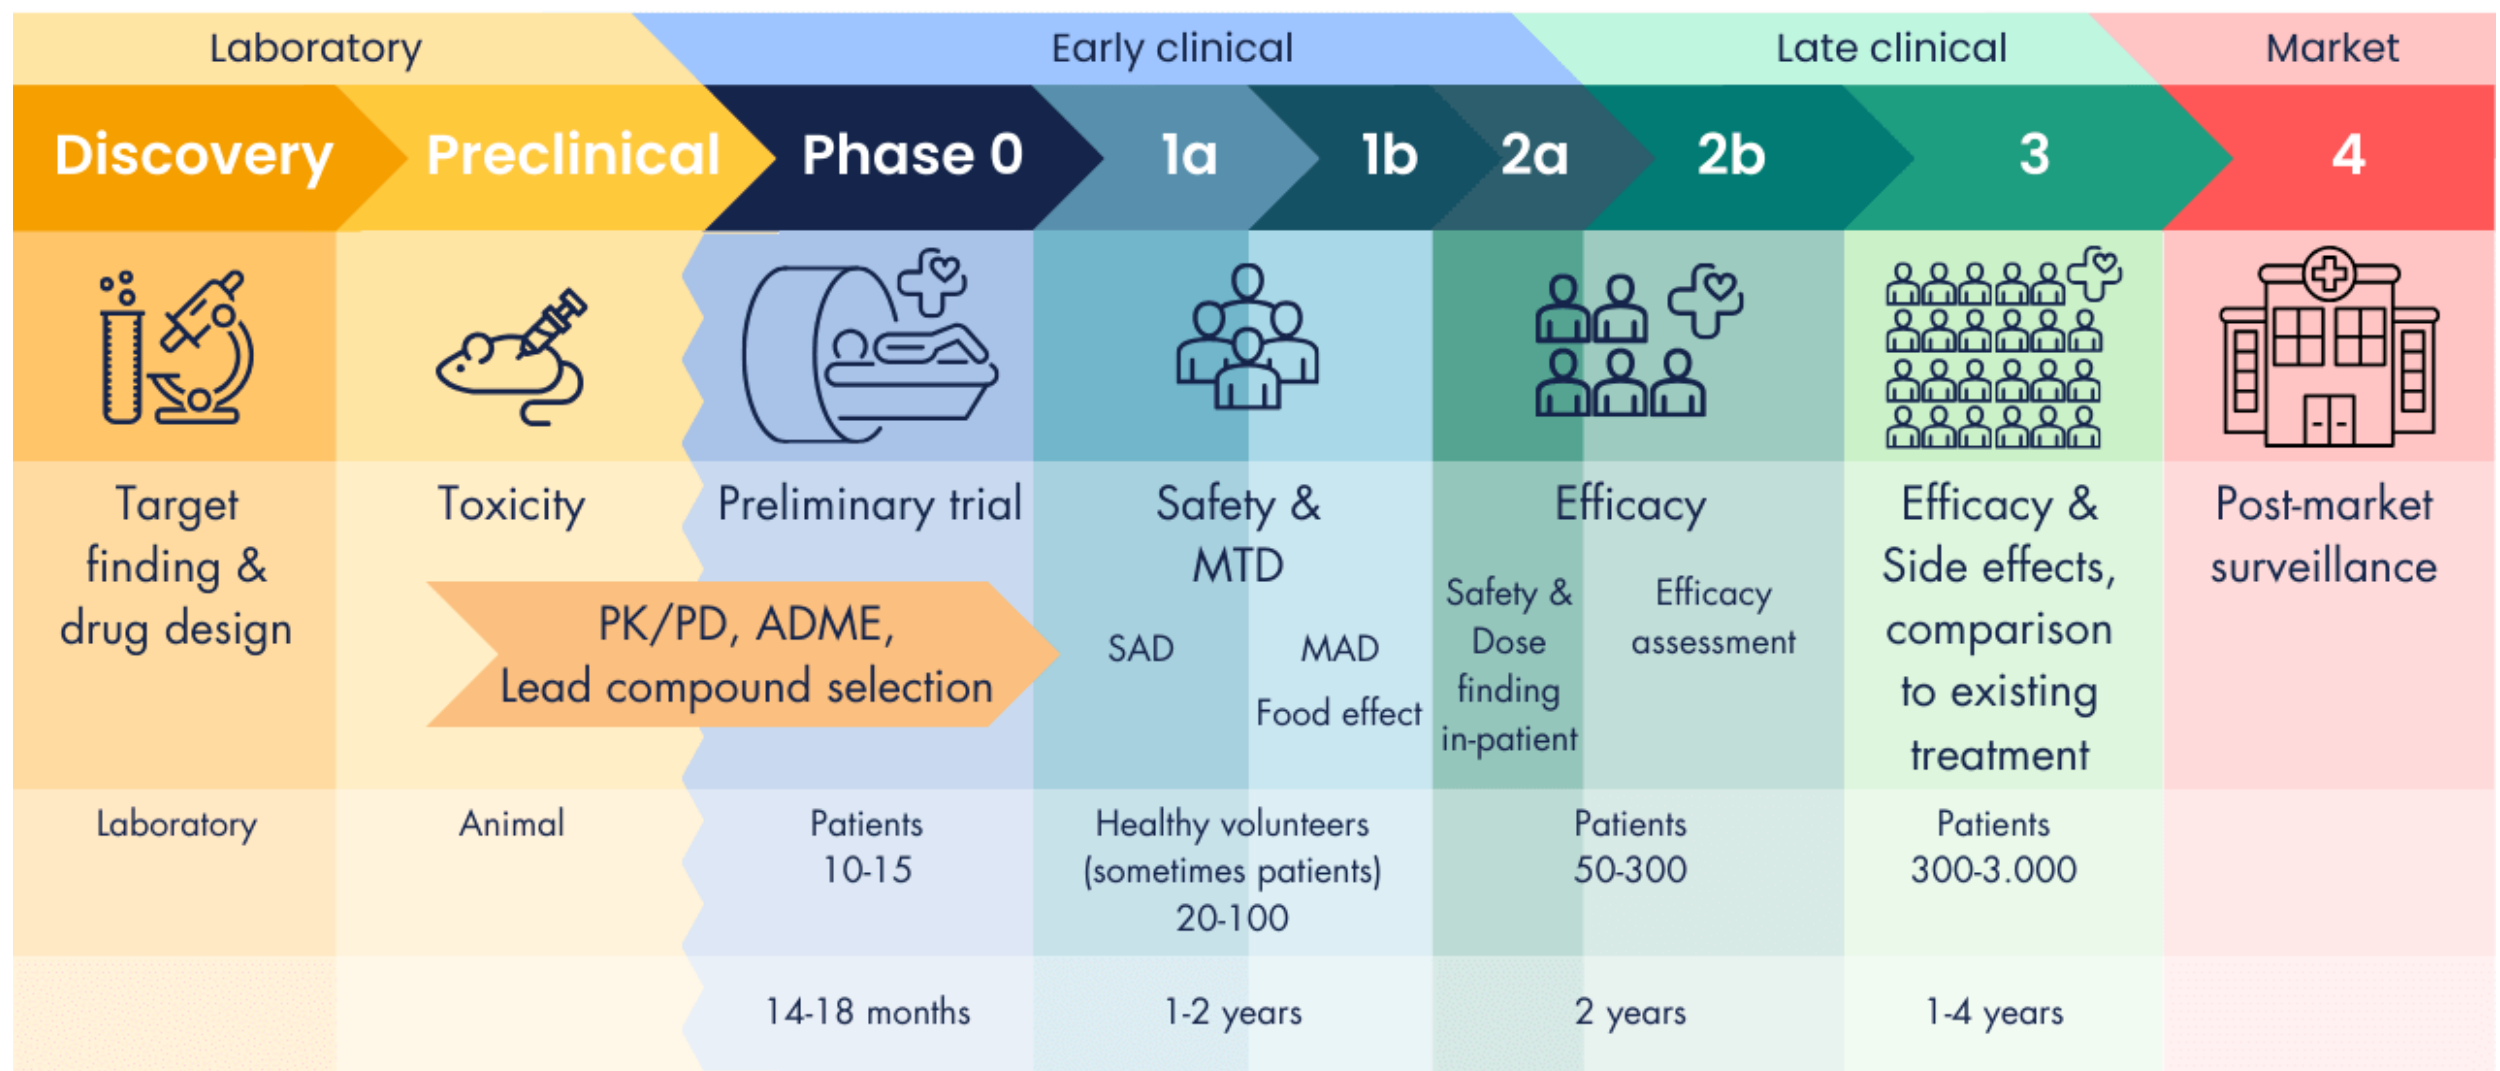 Laboratory
Early clinical
Late clinical
Market
Discovery
Preclinical
Phase 0
1a
1b
2a
2b
3
4
Target
finding &
drug design
Toxicity
Preliminary trial
PK/PD, ADME,
Lead compound selection
Safety &
MTD
SAD
MAD
Food effect
Efficacy
Safety &
Dose
finding
in-patient
Efficacy
assessment
Efficacy &
Side effects,
comparison
to existing
treatment
Post-market
surveillance
Laboratory
Animal
Patients
10-15
Healthy volunteers
(sometimes patients)
20-100
Patients
50-300
Patients
300-3.000
14-18 months
1-2 years
2 years
1-4 years